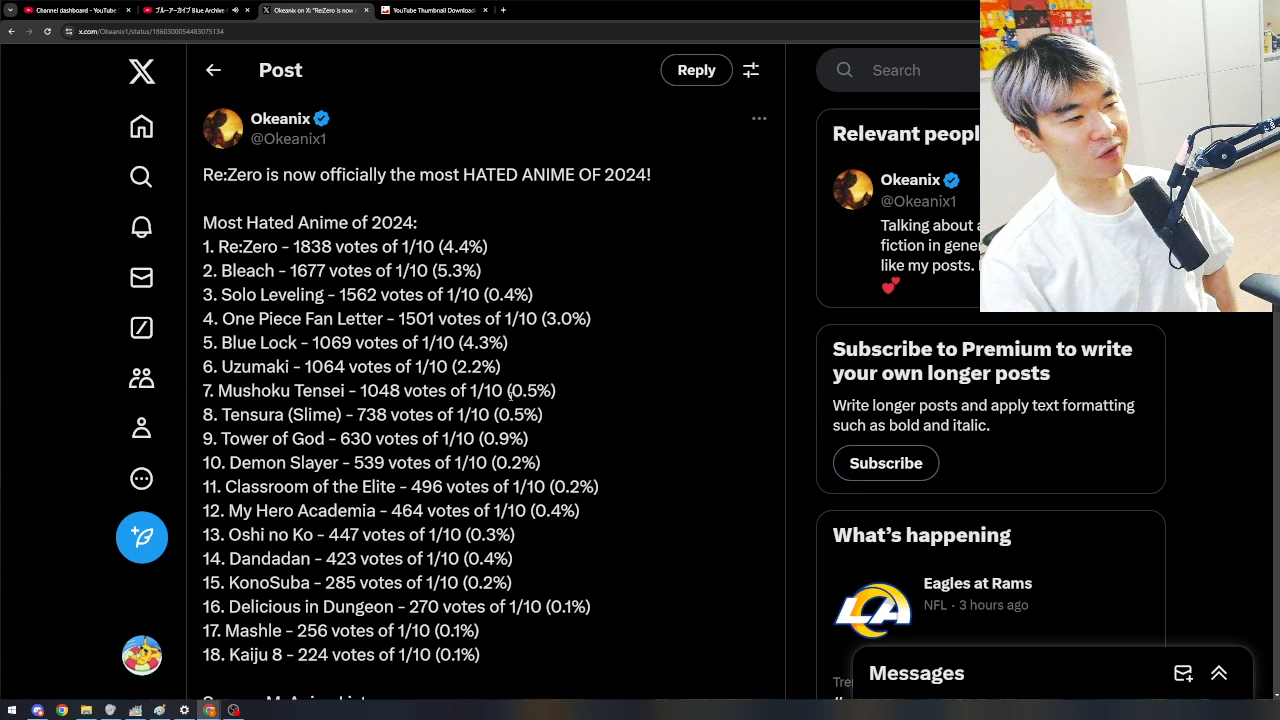 Channel dashboard - YouTube
ブルーアーカイブ Blue Archive
Okeanix on X: "Re:Zero is now
YouTube Thumbnail Download
x.com/Okeanix1/status/1860300054483075134
Post
Reply
Search
Okeanix
@Okeanix1
Re:Zero is now officially the most HATED ANIME OF 2024!
Most Hated Anime of 2024:
1. Re:Zero - 1838 votes of 1/10 (4.4%)
2. Bleach - 1677 votes of 1/10 (5.3%)
3. Solo Leveling - 1562 votes of 1/10 (0.4%)
4. One Piece Fan Letter - 1501 votes of 1/10 (3.0%)
5. Blue Lock - 1069 votes of 1/10 (4.3%)
6. Uzumaki - 1064 votes of 1/10 (2.2%)
7. Mushoku Tensei - 1048 votes of 1/10 (0.5%)
8. Tensura (Slime) - 738 votes of 1/10 (0.5%)
9. Tower of God - 630 votes of 1/10 (0.9%)
10. Demon Slayer - 539 votes of 1/10 (0.2%)
11. Classroom of the Elite - 496 votes of 1/10 (0.2%)
12. My Hero Academia - 464 votes of 1/10 (0.4%)
13. Oshi no Ko - 447 votes of 1/10 (0.3%)
14. Dandadan - 423 votes of 1/10 (0.4%)
15. KonoSuba - 285 votes of 1/10 (0.2%)
16. Delicious in Dungeon - 270 votes of 1/10 (0.1%)
17. Mashle - 256 votes of 1/10 (0.1%)
18. Kaiju 8 - 224 votes of 1/10 (0.1%)
Relevant peopl
Okeanix
@Okeanix1
Talking about
fiction in gener
like my posts.
Subscribe to Premium to write
your own longer posts
Write longer posts and apply text formatting
such as bold and italic.
Subscribe
What's happening
Eagles at Rams
NFL · 3 hours ago
LA
Messages